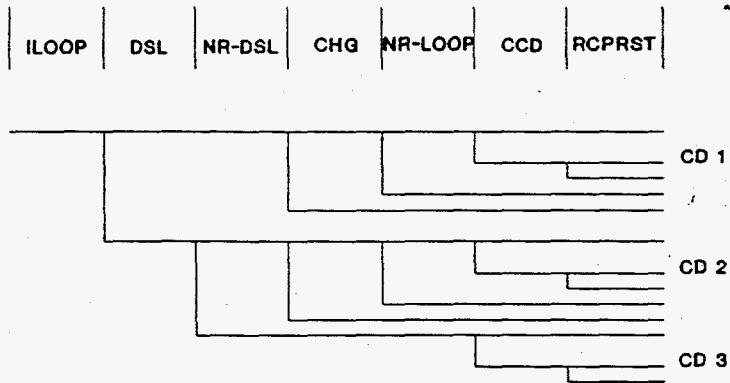 ILOOP DSL NR-DSL CHG NR-LOOP CCD RCPRST
CD 1
CD 2
CD 3